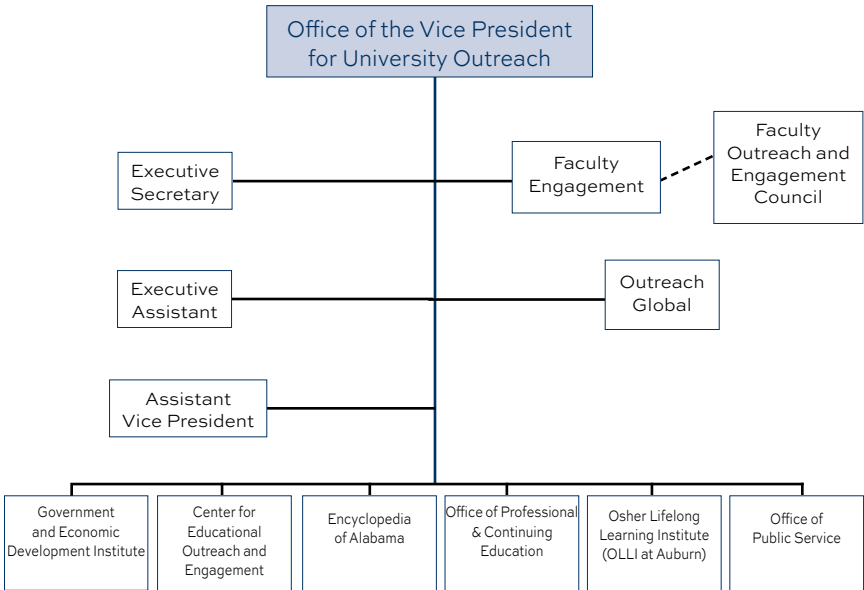 Office of the Vice President
for University Outreach
Executive
Secretary
Faculty
Engagement
Faculty
Outreach and
Engagement
Council
Executive
Assistant
Outreach
Global
Assistant
Vice President
Government
and Economic
Development Institute
Center for
Educational
Outreach and
Engagement
Encyclopedia
of Alabama
Office of Professional
& Continuing
Education
Osher Lifelong
Learning Institute
(OLLI at Auburn)
Office of
Public Service